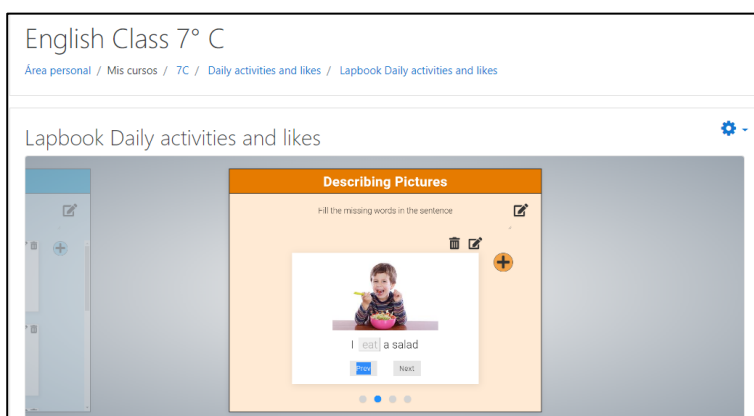 English Class 7° C
Área personal / Mis cursos / 7C / Daily activities and likes / Lapbook Daily activities and likes
Lapbook Daily activities and likes
Describing Pictures
Fill the missing words in the sentence
I eat a salad
Prev Next